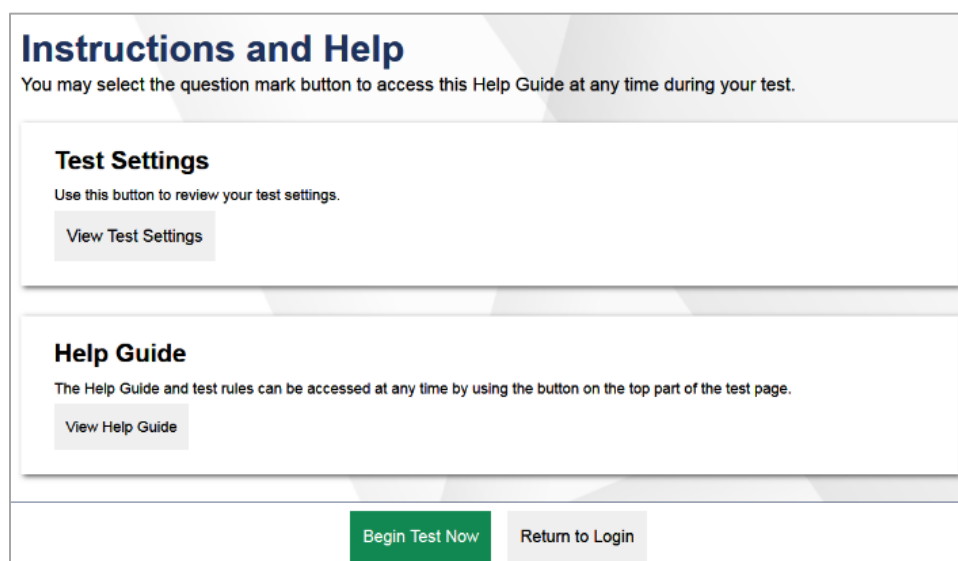 Instructions and Help
You may select the question mark button to access this Help Guide at any time during your test.
Test Settings
Use this button to review your test settings.
View Test Settings
Help Guide
The Help Guide and test rules can be accessed at any time by using the button on the top part of the test page.
View Help Guide
Begin Test Now
Return to Login